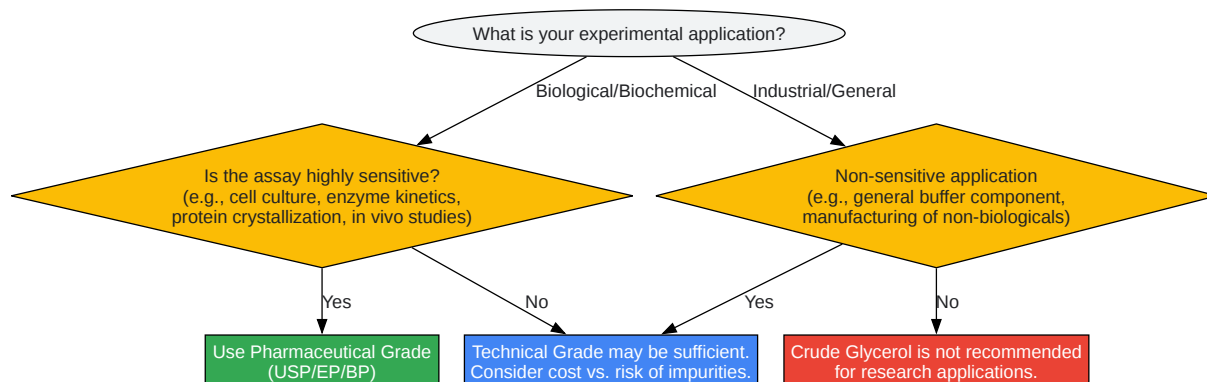 What is your experimental application?
Biological/Biochemical
Industrial/General
Is the assay highly sensitive?
(e.g., cell culture, enzyme kinetics,
protein crystallization, in vivo studies)
Non-sensitive application
(e.g., general buffer component,
manufacturing of non-biologicals)
Yes
No
Yes
No
Use Pharmaceutical Grade
(USP/EP/BP)
Technical Grade may be sufficient.
Consider cost vs. risk of impurities.
Crude Glycerol is not recommended
for research applications.